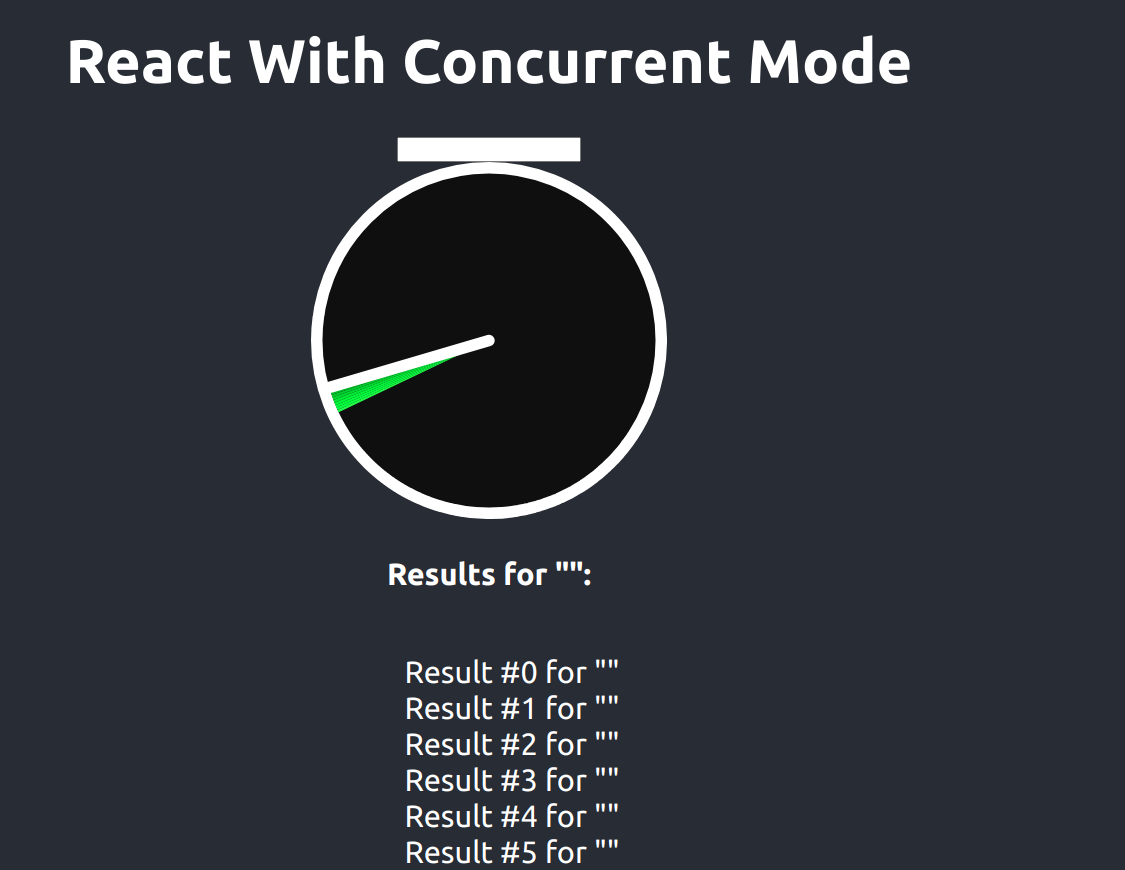 React With Concurrent Mode
Results for "":
Result #0 for ""
Result #1 for ""
Result #2 for ""
Result #3 for ""
Result #4 for ""
Result #5 for ""